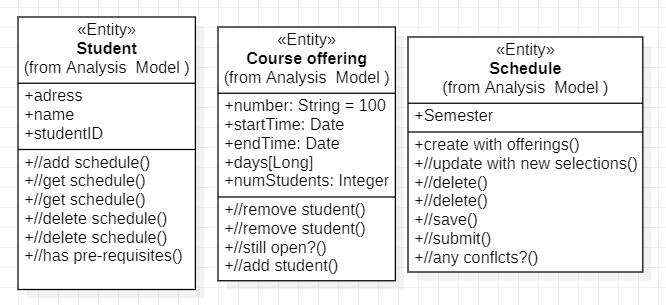 «Entity»
Student
(from Analysis Model )
+adress
+name
+studentID
+//add schedule()
+//get schedule()
+//get schedule()
+//delete schedule()
+//delete schedule()
+//has pre-requisites()
«Entity»
Course offering
(from Analysis Model )
+number: String = 100
+startTime: Date
+endTime: Date
+days[Long]
+numStudents: Integer
+//remove student()
+//remove student()
+//still open?()
+//add student()
«Entity»
Schedule
(from Analysis Model )
+Semester
+create with offerings()
+//update with new selections()
+//delete()
+//delete()
+//save()
+//submit()
+//any conflcts?()